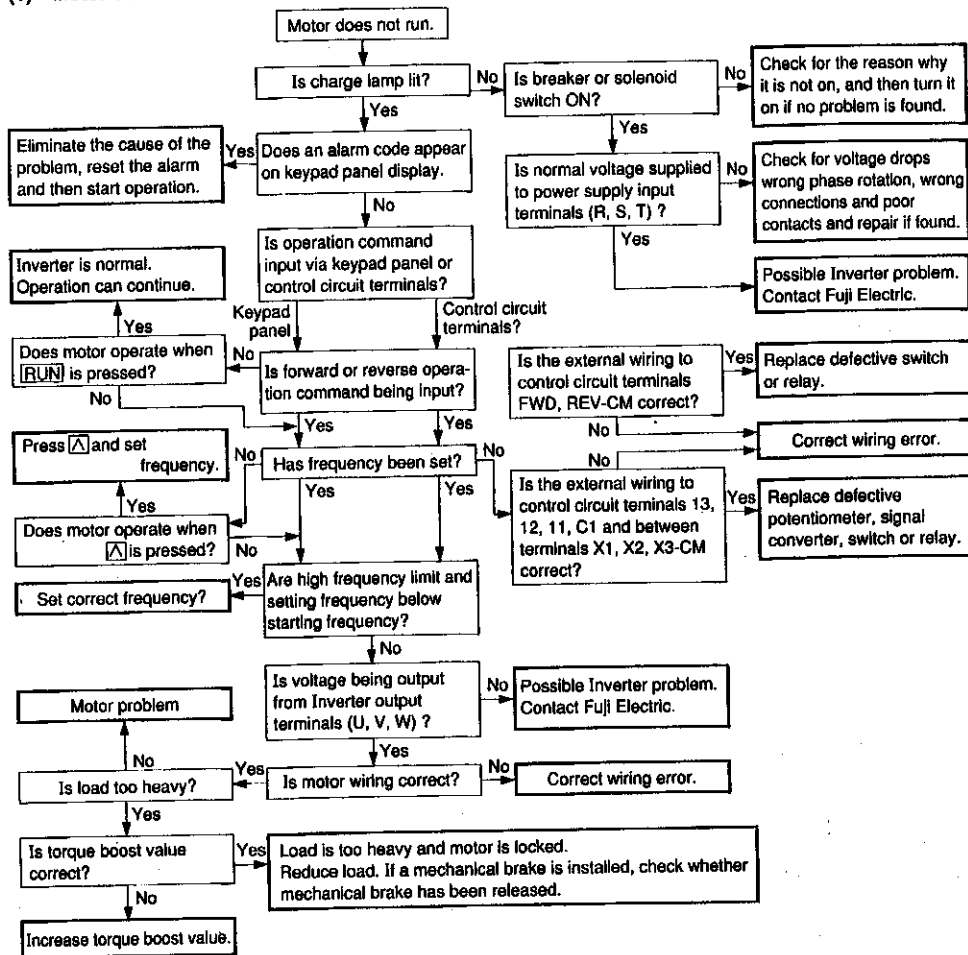 Motor does not run.
Is charge lamp lit?
No
Is breaker or solenoid
switch ON?
No
Check for the reason why
it is not on, and then turn it
on if no problem is found.
Yes
Yes
Eliminate the cause of the
problem, reset the alarm
and then start operation.
Yes
Does an alarm code appear
on keypad panel display.
Is normal voltage supplied
to power supply input
terminals (R, S, T) ?
No
Check for voltage drops
wrong phase rotation, wrong
connections and poor
contacts and repair if found.
No
Yes
Inverter is normal.
Operation can continue.
Is operation command
input via keypad panel or
control circuit terminals?
Possible Inverter problem.
Contact Fuji Electric.
Keypad
panel
Control circuit
terminals?
Yes
Does motor operate when
RUN is pressed?
No
Is forward or reverse opera-
tion command being input?
Is the external wiring to
control circuit terminals
FWD, REV-CM correct?
Yes
Replace defective switch
or relay.
No
Yes
Yes
No
Correct wiring error.
Press ∧ and set
frequency.
No
Has frequency been set?
No
No
Yes
Yes
Yes
Is the external wiring to
control circuit teminals 13,
12, 11, C1 and between
terminals X1, X2, X3-CM
correct?
Yes
Replace defective
potentiometer, signal
converter, switch or relay.
Does motor operate when
∧ is pressed?
No
Set correct frequency?
Yes
Are high frequency limit and
setting frequency below
starting frequency?
No
Motor problem
Is voltage being output
from Inverter output
terminals (U, V, W) ?
No
Possible Inverter problem.
Contact Fuji Electric.
Yes
No
Is load too heavy?
Yes
Is motor wiring correct?
No
Correct wiring error.
Yes
Is torque boost value
correct?
Yes
Load is too heavy and motor is locked.
Reduce load. If a mechanical brake is installed, check whether
mechanical brake has been released.
No
Increase torque boost value.